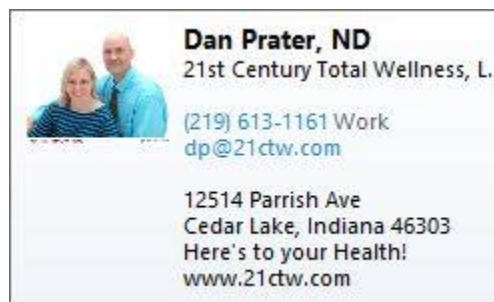 Dan Prater, ND
21st Century Total Wellness, L.
(219) 613-1161 Work
dp@21ctw.com
12514 Parrish Ave
Cedar Lake, Indiana 46303
Here's to your Health!
www.21ctw.com